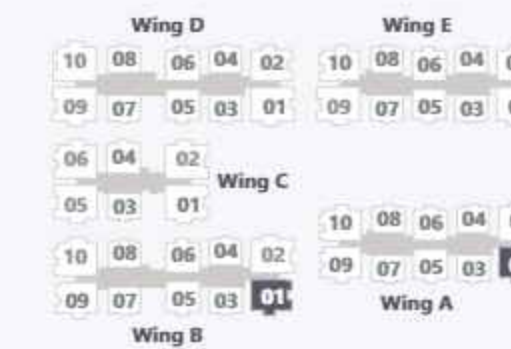 Wing D
10 08 06 04 02
09 07 05 03 01
Wing E
10 08 06 04
09 07 05 03
06 04 02
Wing C
05 03 01
10 08 06 04 02
09 07 05 03 01
Wing B
10 08 06 04
09 07 05 03
Wing A